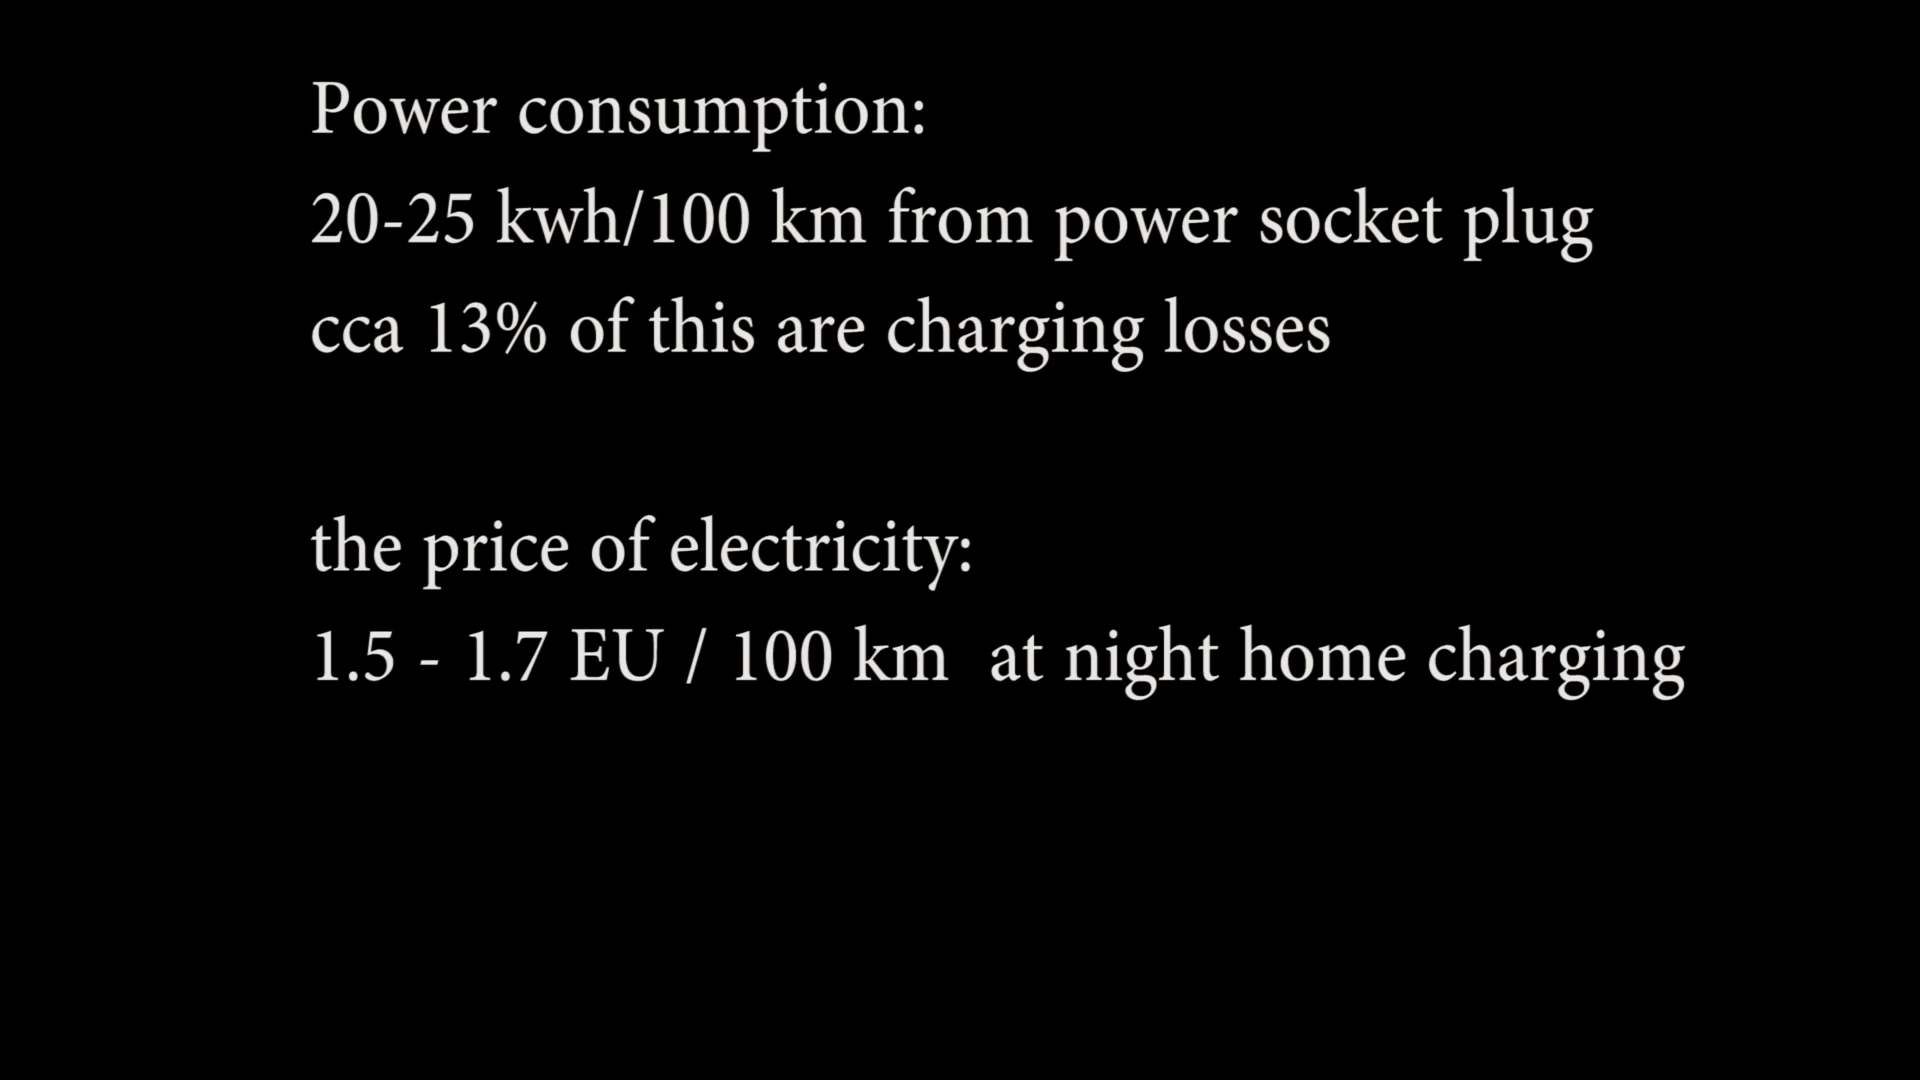 Power consumption:
20-25 kwh/100 km from power socket plug
cca 13% of this are charging losses
the price of electricity:
1.5 - 1.7 EU / 100 km  at night home charging